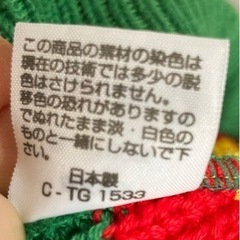 この商品の素材の染色は
現在の技術では多少の説
色はさけられません。
移色の恐れがありますの
でぬれたまま淡・白色の
ものと一緒にしないで下
さい。
日本製
C-TG 1533